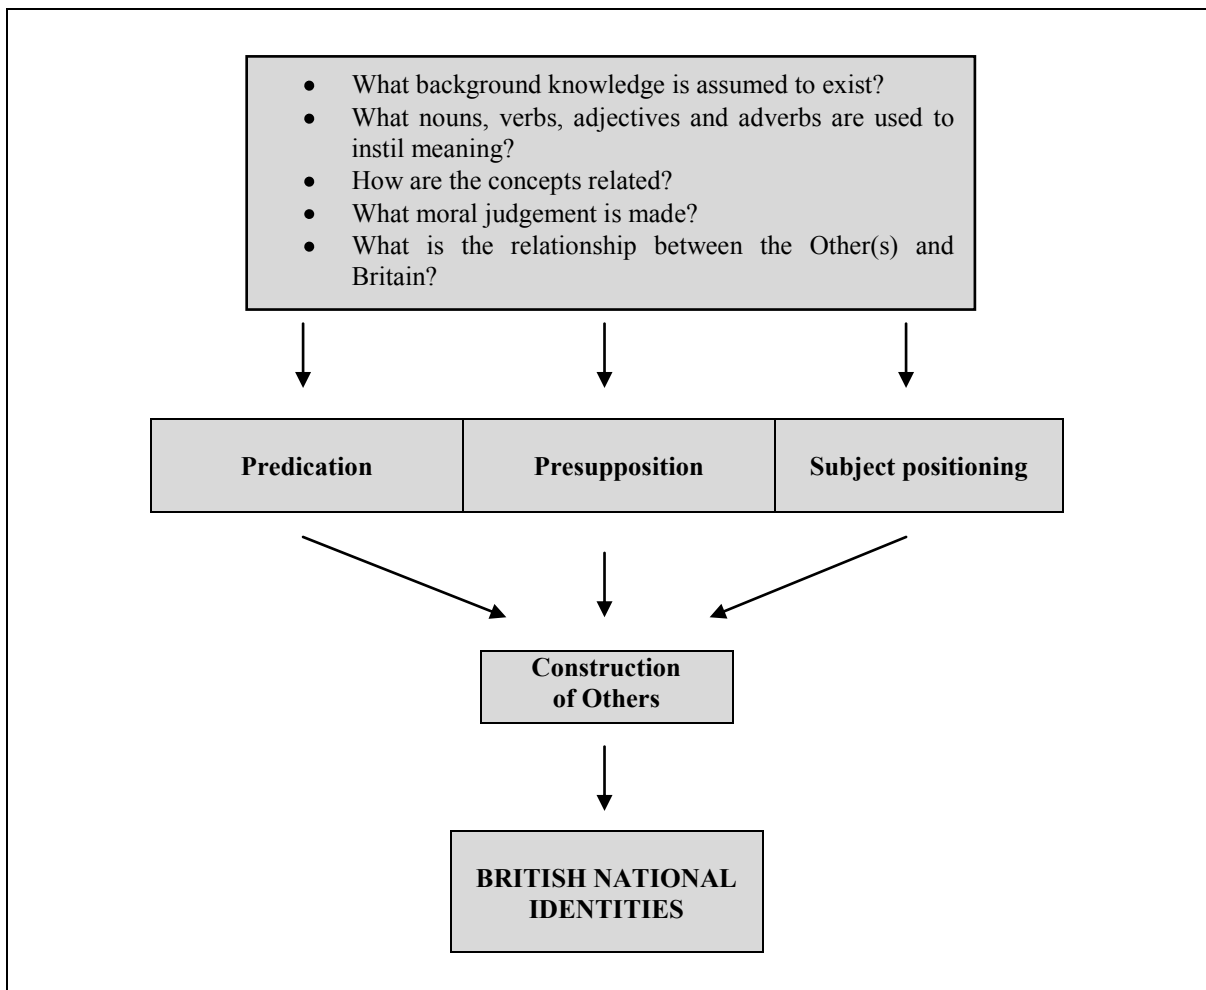 • What background knowledge is assumed to exist?
• What nouns, verbs, adjectives and adverbs are used to
instil meaning?
• How are the concepts related?
• What moral judgement is made?
• What is the relationship between the Other(s) and
Britain?
Predication
Presupposition
Subject positioning
Construction
of Others
BRITISH NATIONAL
IDENTITIES